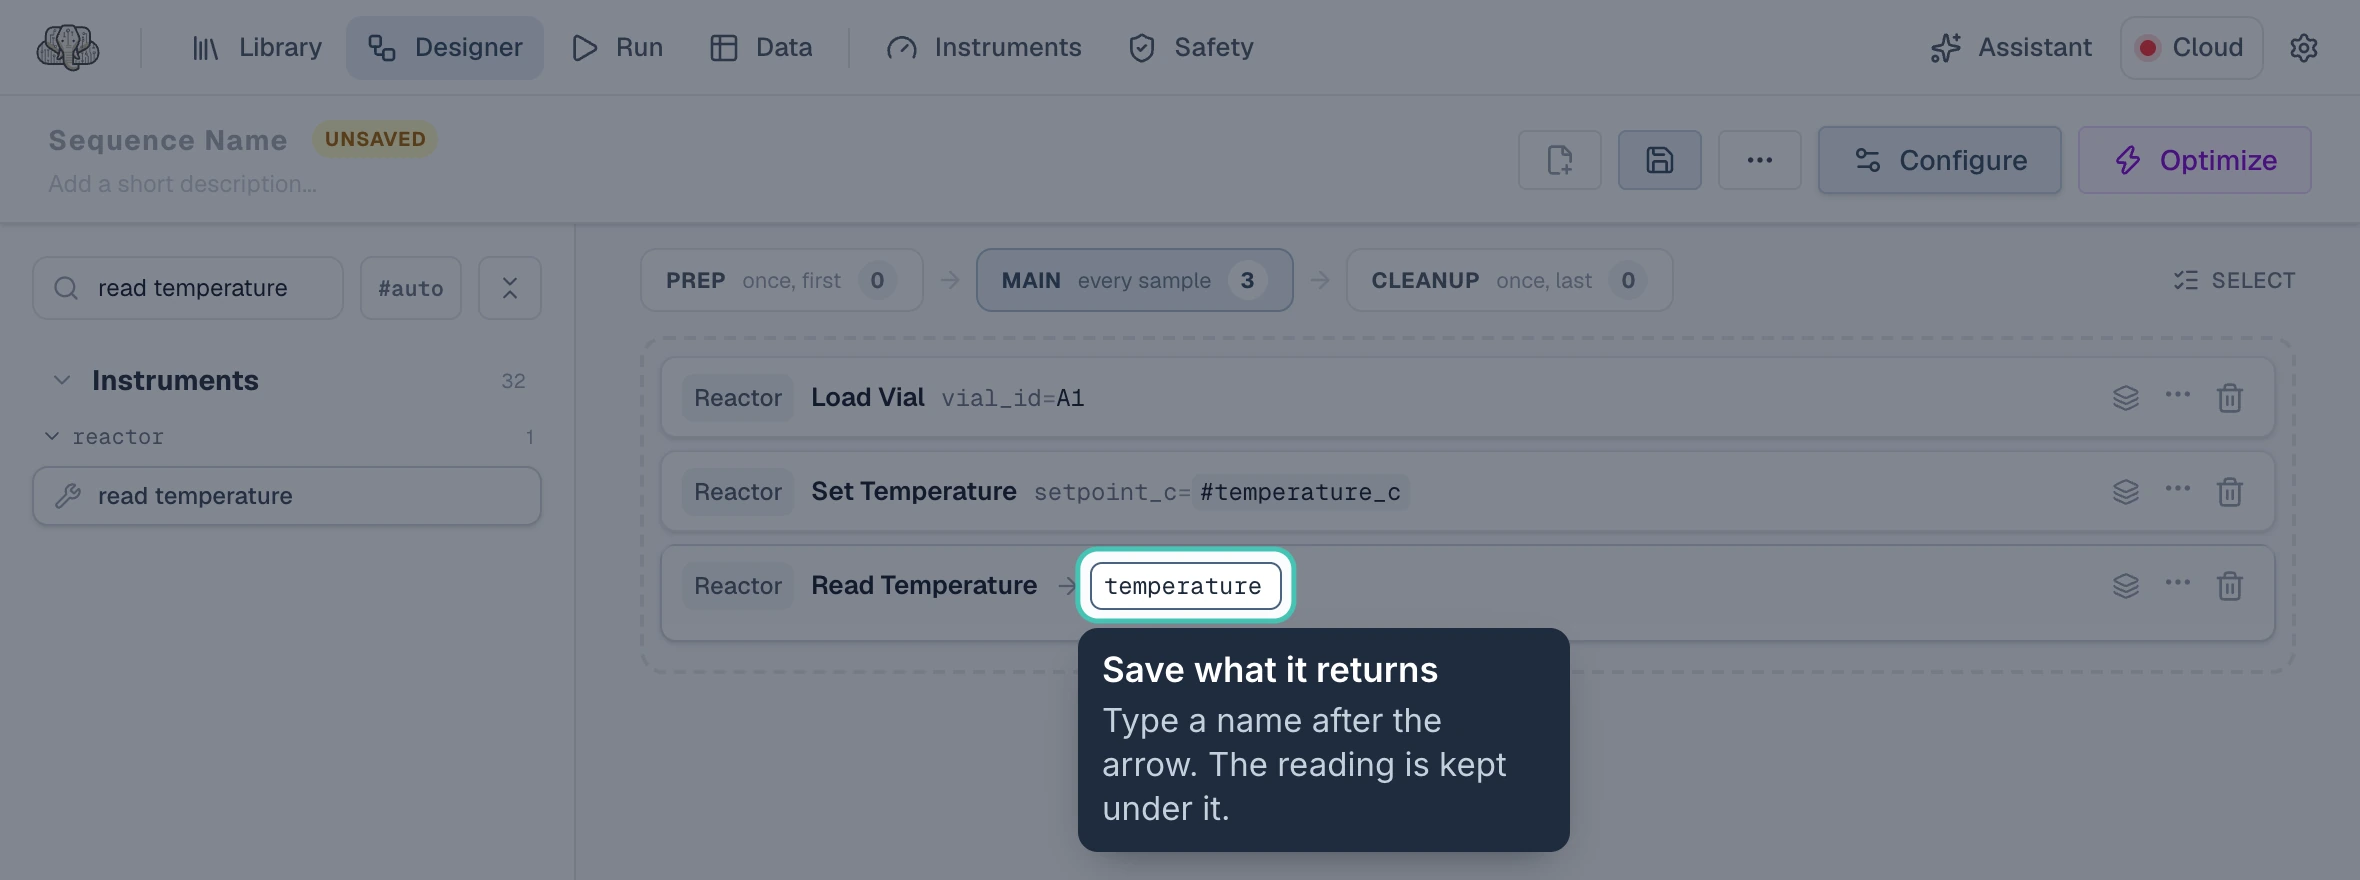 Library Designer Run Data Instruments Safety Assistant Cloud
Sequence Name UNSAVED
Add a short description...
Configure Optimize
read temperature #auto
Instruments 32
reactor 1
read temperature
PREP once, first 0 MAIN every sample 3 CLEANUP once, last 0 SELECT
Reactor Load Vial vial_id=A1
Reactor Set Temperature setpoint_c=#temperature_c
Reactor Read Temperature → temperature
Save what it returns
Type a name after the
arrow. The reading is kept
under it.